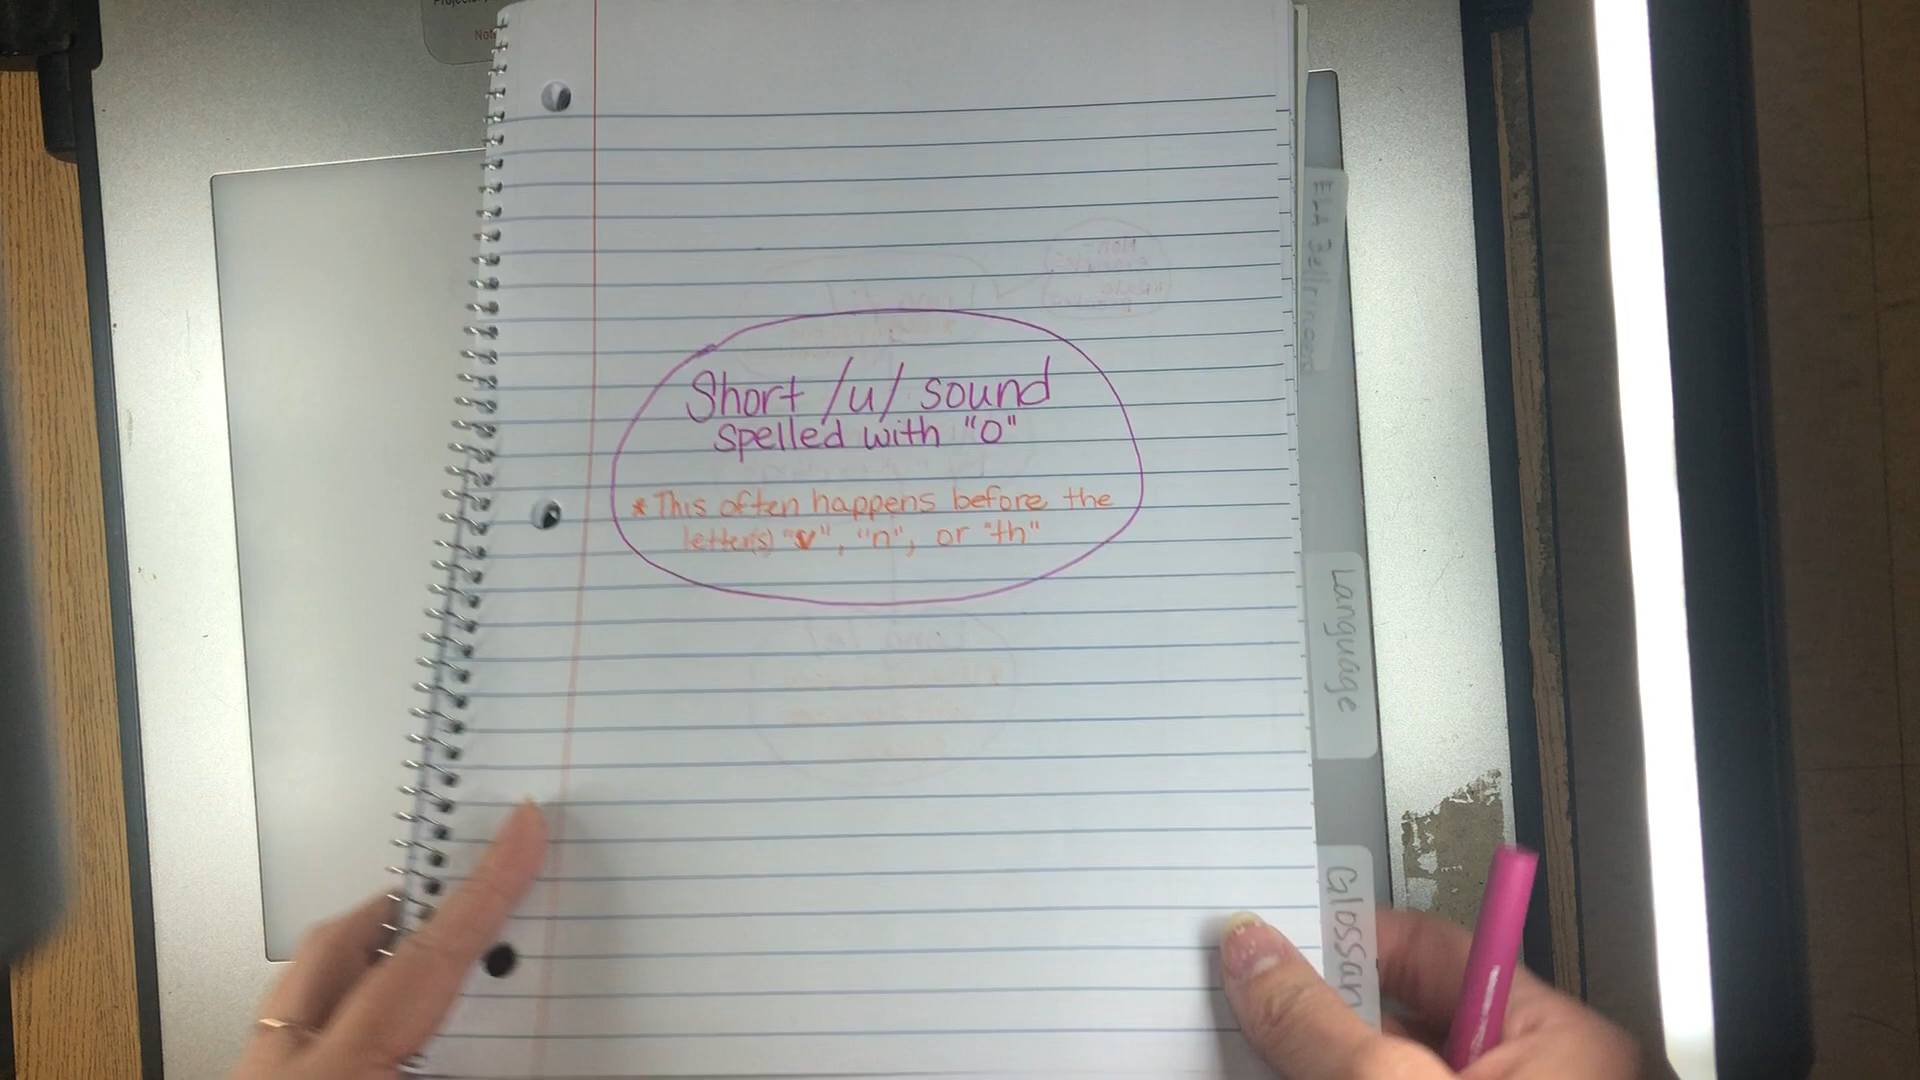 Short /u/ sound
spelled with "o"
* This often happens before the
letter(s) "v", "n", or "th"
ELA Bellringers
Language
Glossary